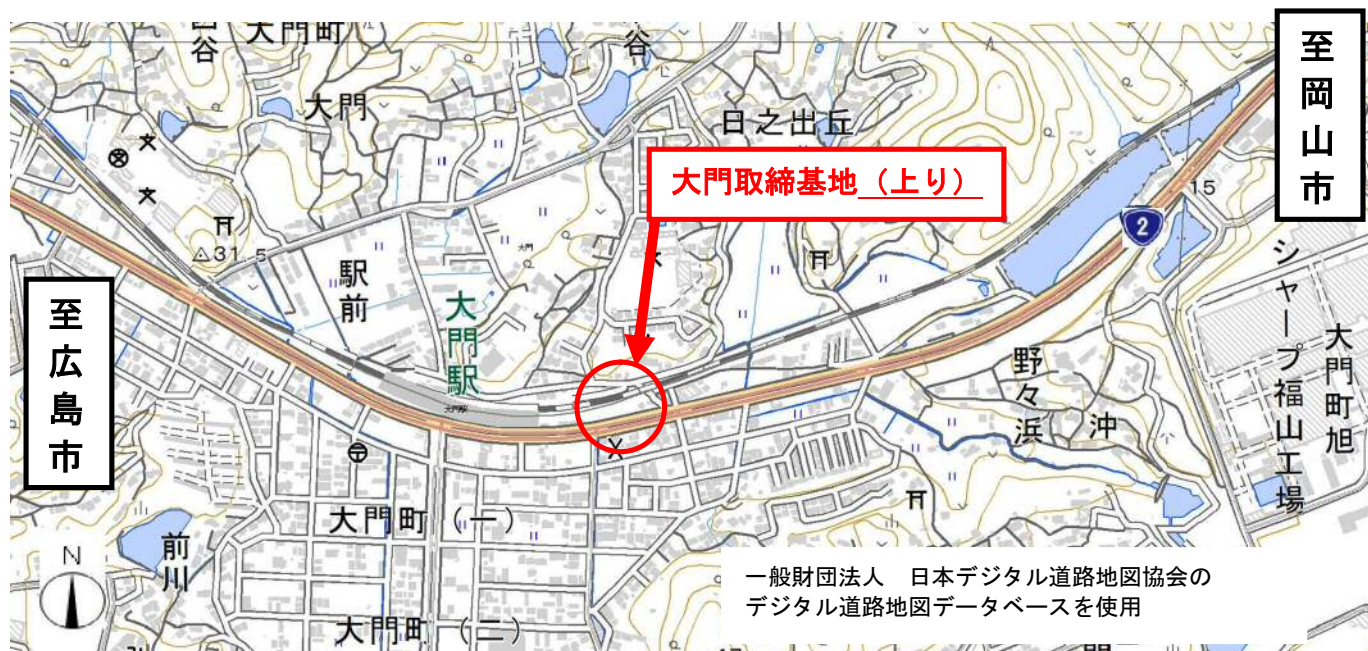 大門町
谷
大門
日之出丘
至岡山市
大門取締基地（上り）
15
2
31.5
駅前
大門駅
至広島市
シャープ福山工場
大門町旭
野々浜
沖
大門町（一）
前川
N
大門町（二）
一般財団法人　日本デジタル道路地図協会の
デジタル道路地図データベースを使用